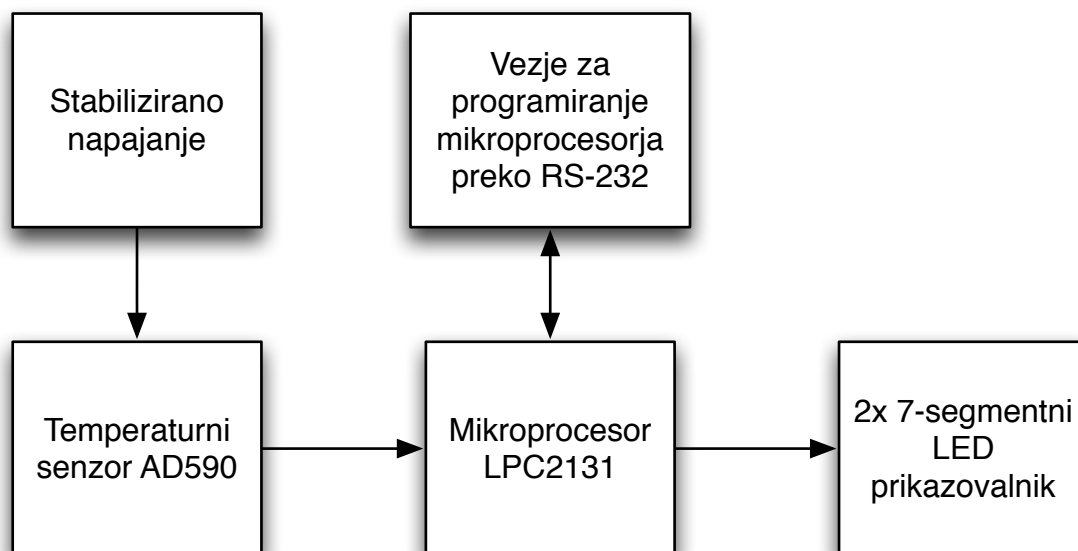 Stabilizirano
napajanje
Vezje za
programiranje
mikroprocesorja
preko RS-232
Temperaturni
senzor AD590
Mikroprocesor
LPC2131
2x 7-segmentni
LED
prikazovalnik